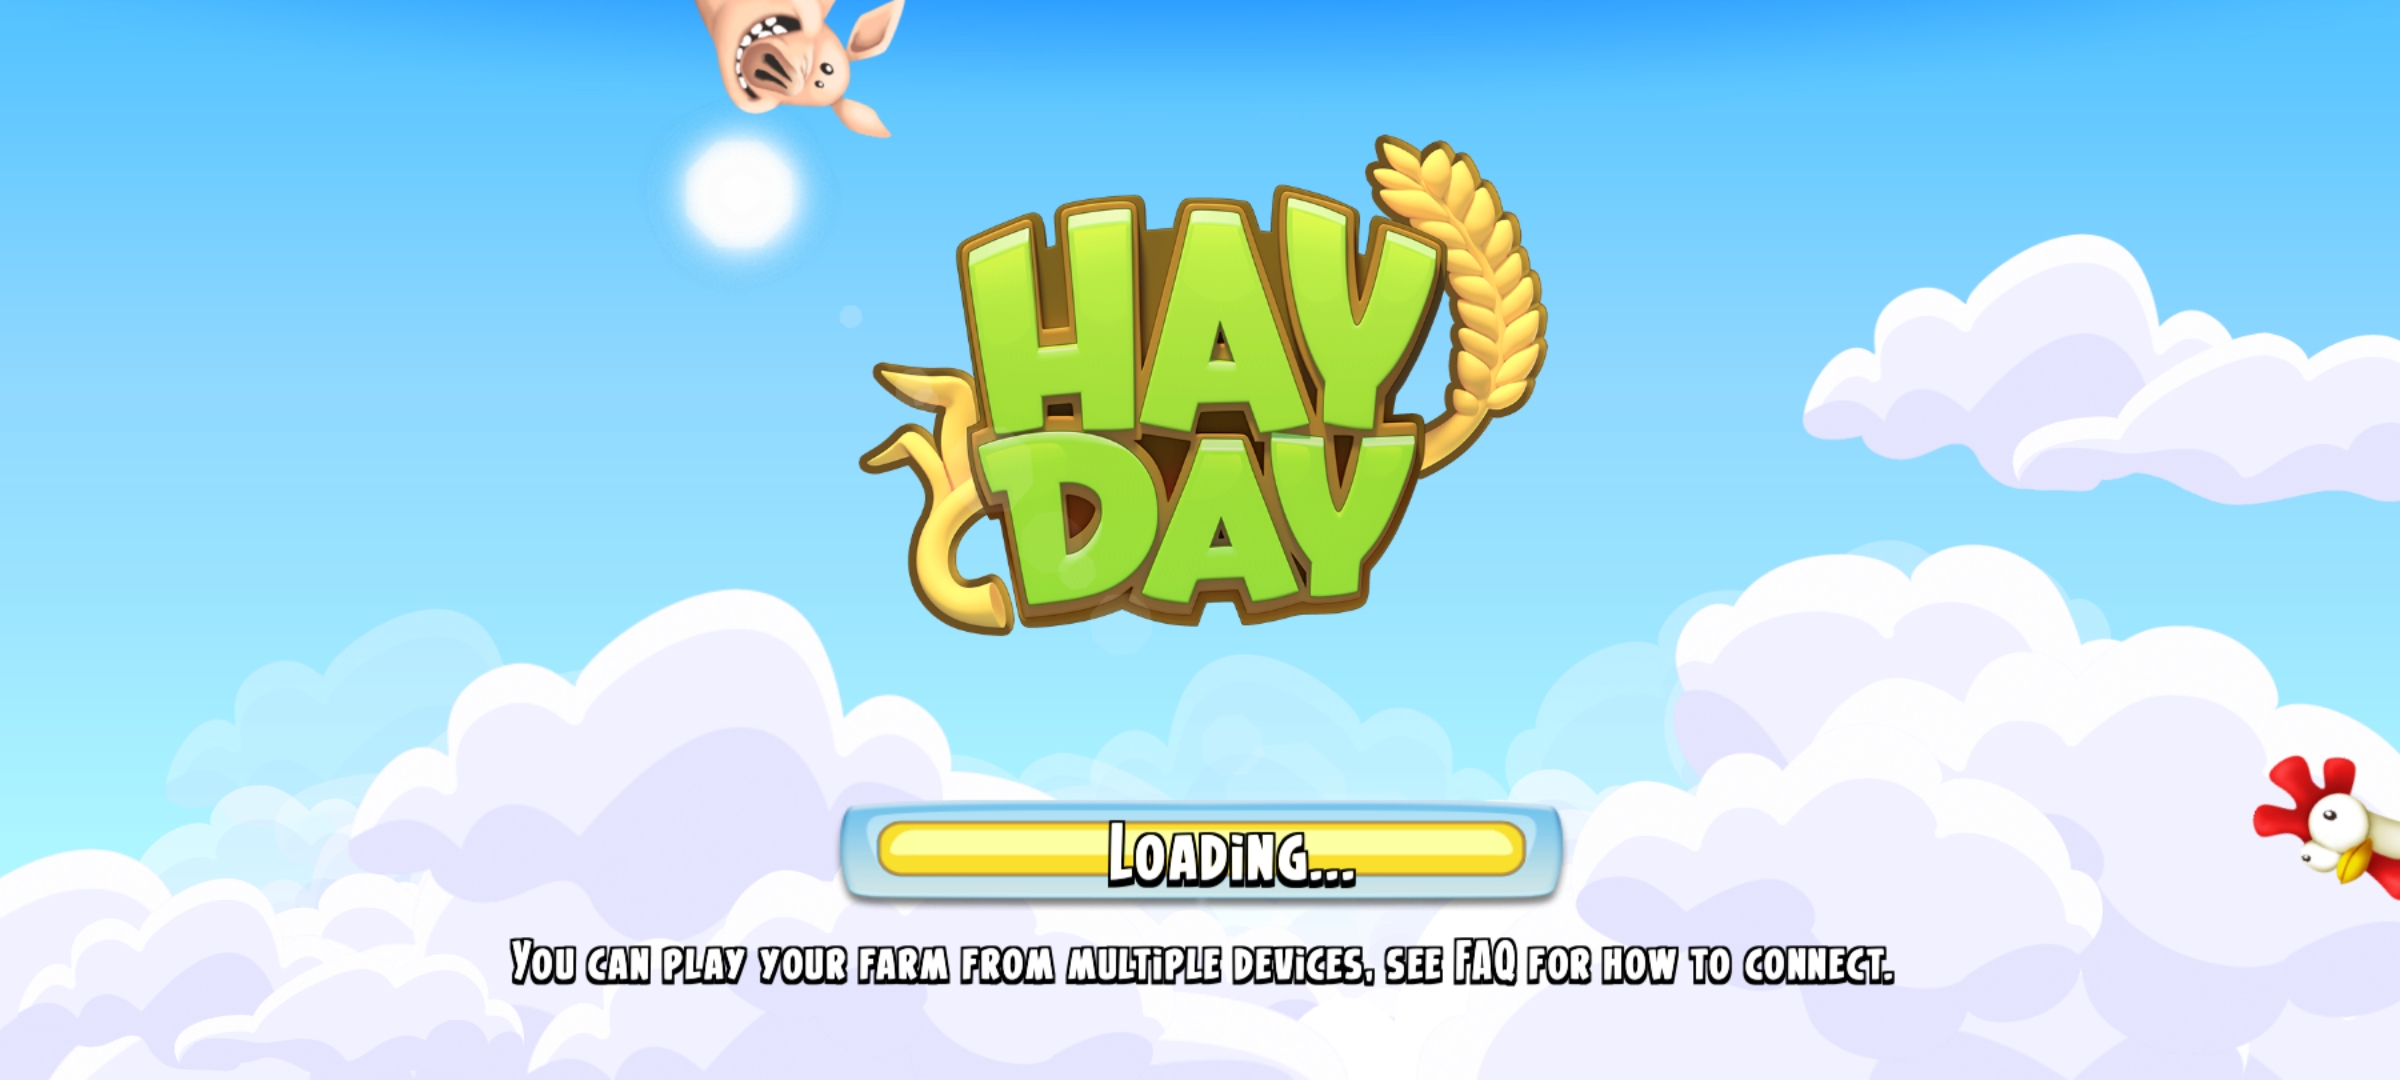 HAY
DAY
LOADING...
YOU CAN PLAY YOUR FARM FROM MULTIPLE DEVICES, SEE FAQ FOR HOW TO CONNECT.